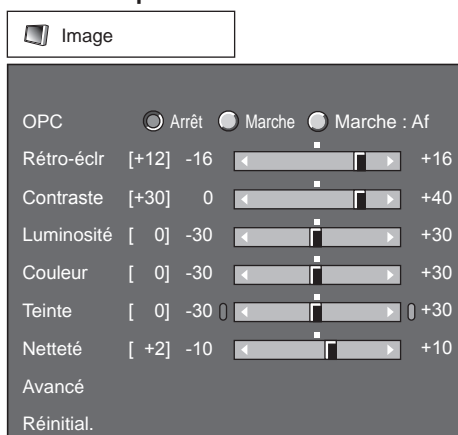 Image
OPC Arrêt Marche Marche : Af
Rétro-éclr [+12] -16 +16
Contraste [+30] 0 +40
Luminosité [ 0] -30 +30
Couleur [ 0] -30 +30
Teinte [ 0] -30 +30
Netteté [ +2] -10 +10
Avancé
Réinitial.